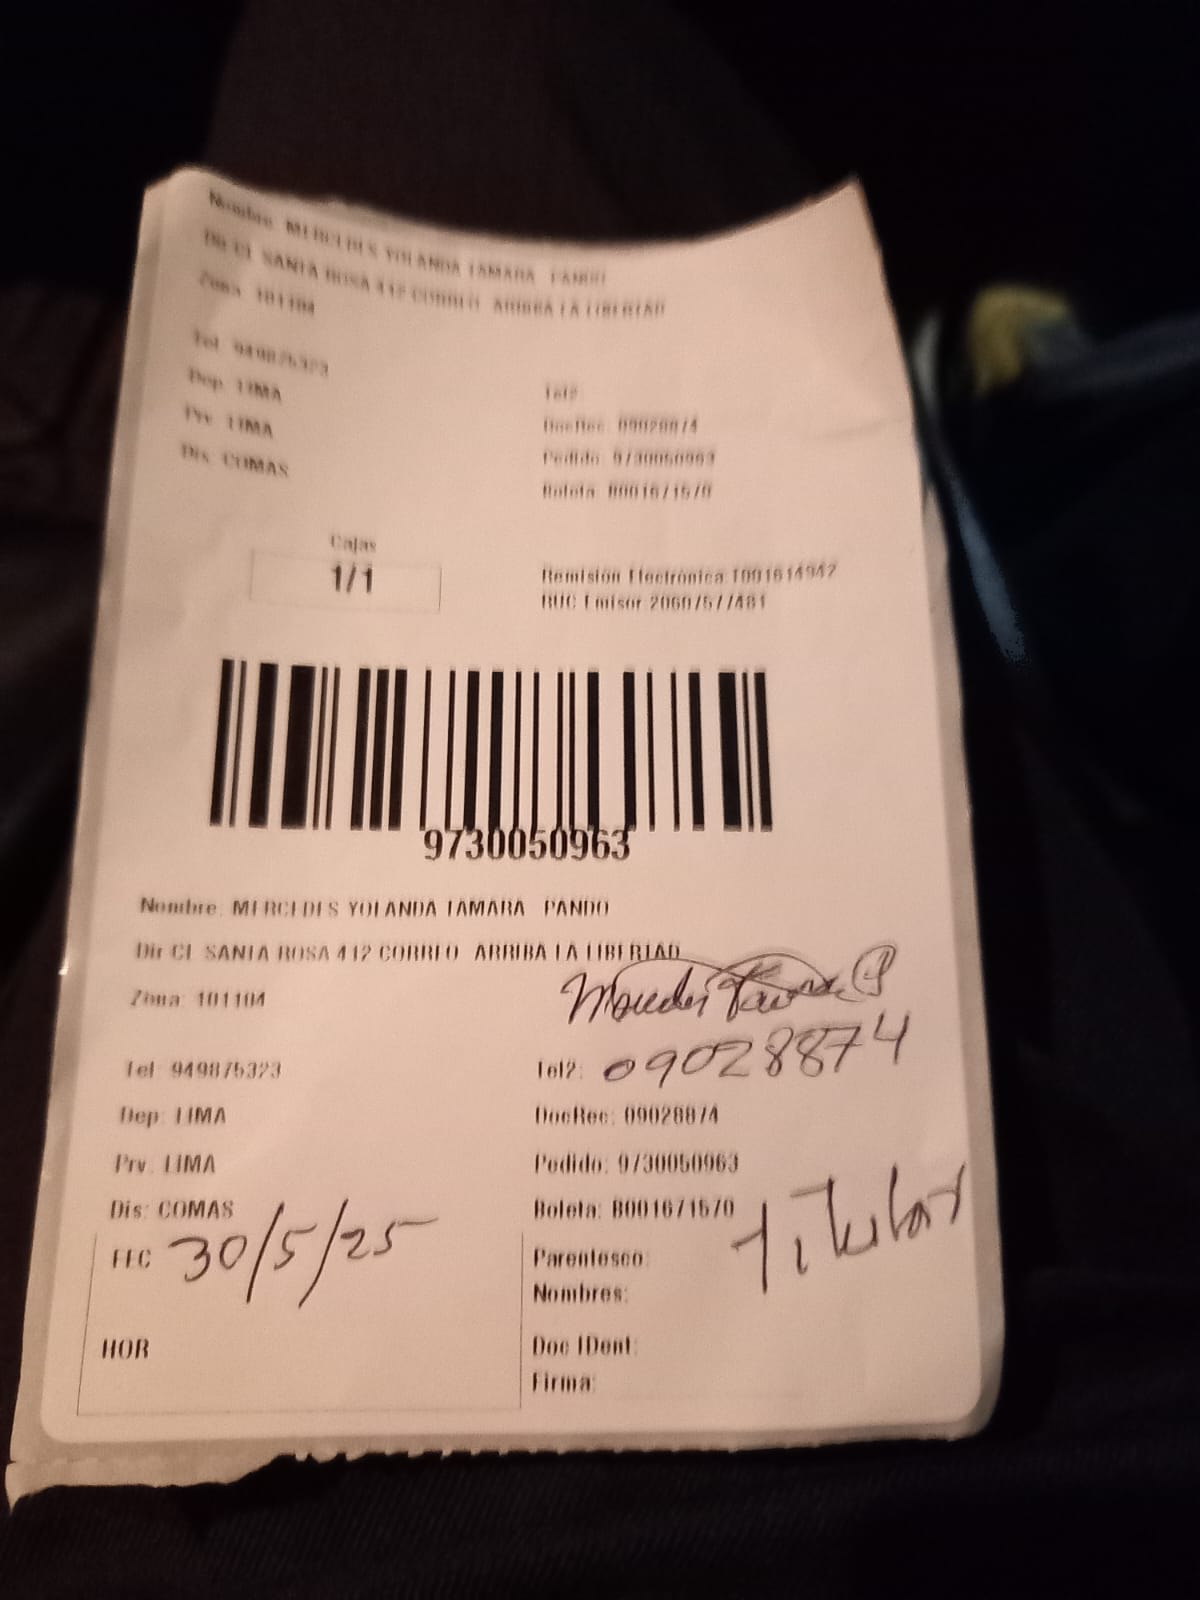 Nombre: MERCEDES YOLANDA TAMARA PANDO
Dir CL SANTA ROSA 412 CORREO ARRIBA LA LIBERTAD
Zona: 101104
Tel: 949875323
Dep: LIMA
Tel2:
Prv: LIMA
DocRec: 09028874
Dis: COMAS
Pedido: 9730050963
Boleta: B001671570
Cajas
1/1
Remisión Electrónica: T001614942
RUC Emisor: 20607577481
9730050963
Nombre: MERCEDES YOLANDA TAMARA PANDO
Dir CL SANTA ROSA 412 CORREO ARRIBA LA LIBERTAD
Zona: 101104
Tel: 949875323
Tel2: 09028874
Dep: LIMA
DocRec: 09028874
Prv: LIMA
Pedido: 9730050963
Dis: COMAS
Boleta: B001671570
FEC 30/5/25
Parentesco: Titular
Nombres:
HOR
Doc IDent:
Firma: